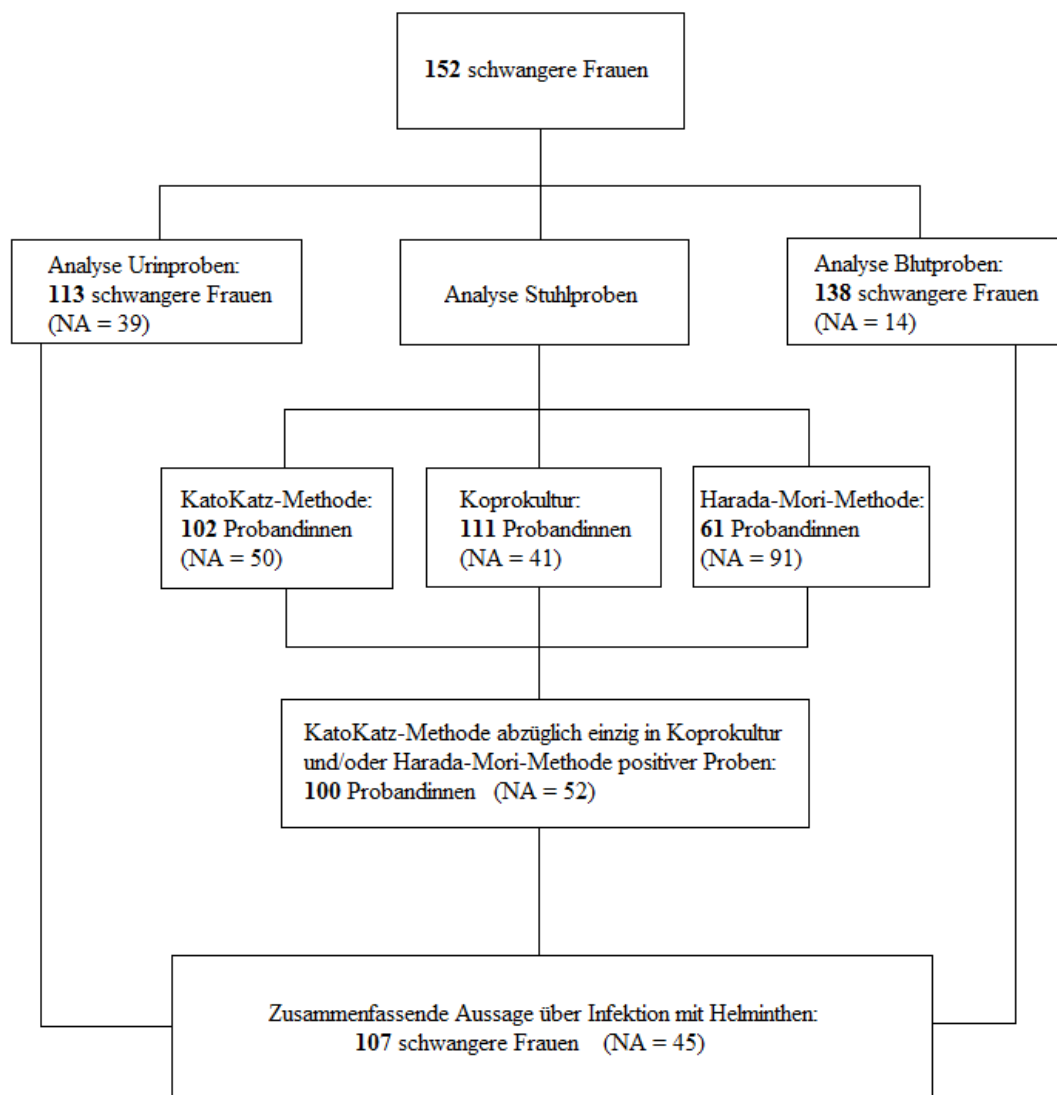 152 schwangere Frauen
Analyse Urinproben:
113 schwangere Frauen
(NA = 39)
Analyse Stuhlproben
Analyse Blutproben:
138 schwangere Frauen
(NA = 14)
KatoKatz-Methode:
102 Probandinnen
(NA = 50)
Koprokultur:
111 Probandinnen
(NA = 41)
Harada-Mori-Methode:
61 Probandinnen
(NA = 91)
KatoKatz-Methode abzüglich einzig in Koprokultur
und/oder Harada-Mori-Methode positiver Proben:
100 Probandinnen (NA = 52)
Zusammenfassende Aussage über Infektion mit Helminthen:
107 schwangere Frauen (NA = 45)